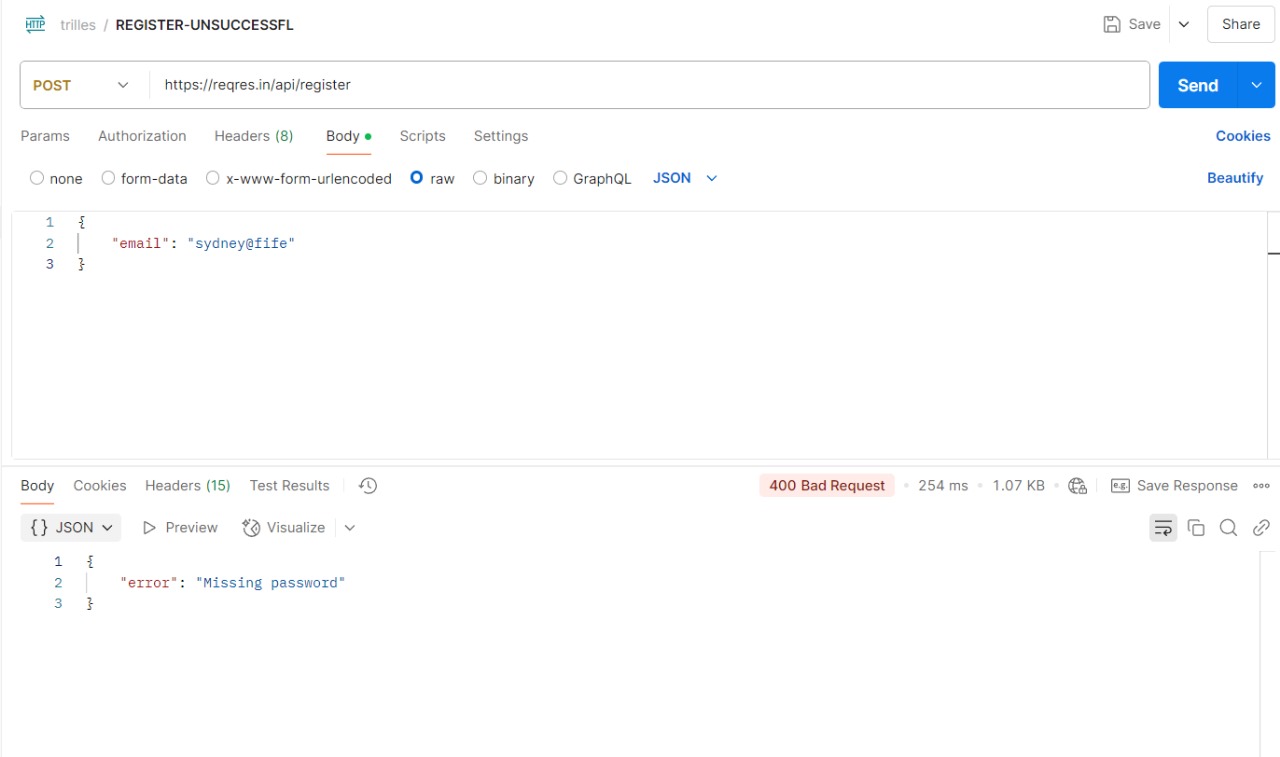 HTTP trilles / REGISTER-UNSUCCESSFL Save Share
POST https://reqres.in/api/register Send
Params Authorization Headers (8) Body Scripts Settings Cookies
none form-data x-www-form-urlencoded raw binary GraphQL JSON Beautify
1 {
2 "email": "sydney@fife"
3 }
Body Cookies Headers (15) Test Results 400 Bad Request 254 ms 1.07 KB e.g. Save Response
{} JSON Preview Visualize
1 {
2 "error": "Missing password"
3 }